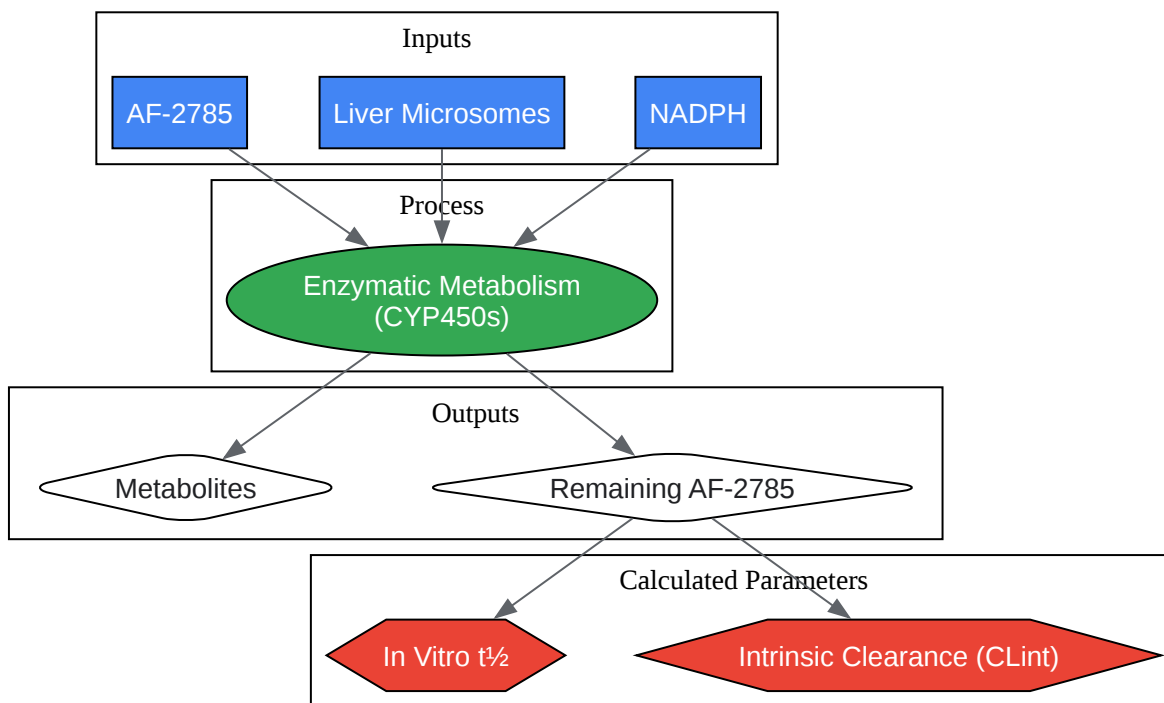 Inputs
AF-2785
Liver Microsomes
NADPH
Process
Enzymatic Metabolism
(CYP450s)
Outputs
Metabolites
Remaining AF-2785
Calculated Parameters
In Vitro t½
Intrinsic Clearance (CLint)